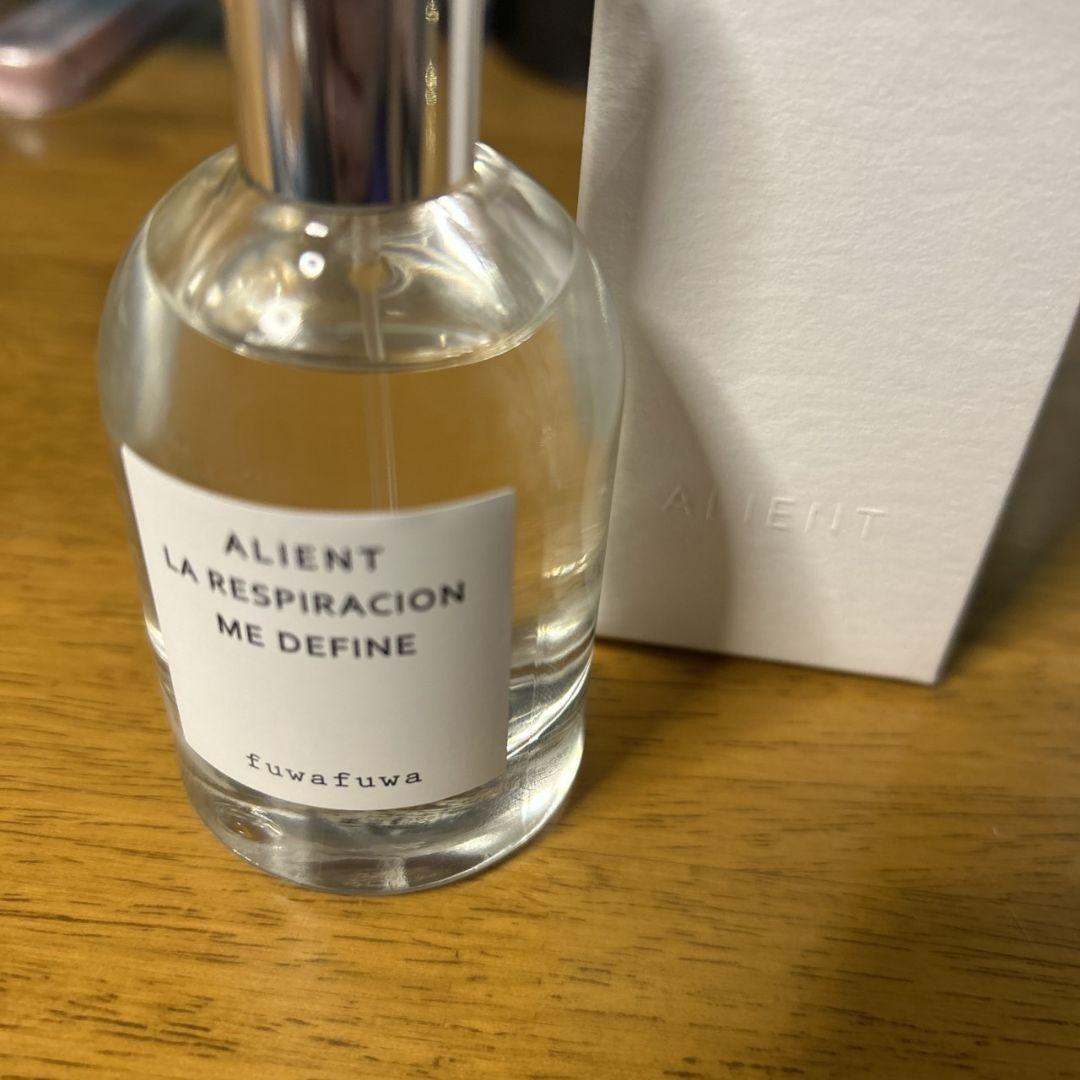 ALIENT
LA RESPIRACION
ME DEFINE
fuwafuwa
ALIENT